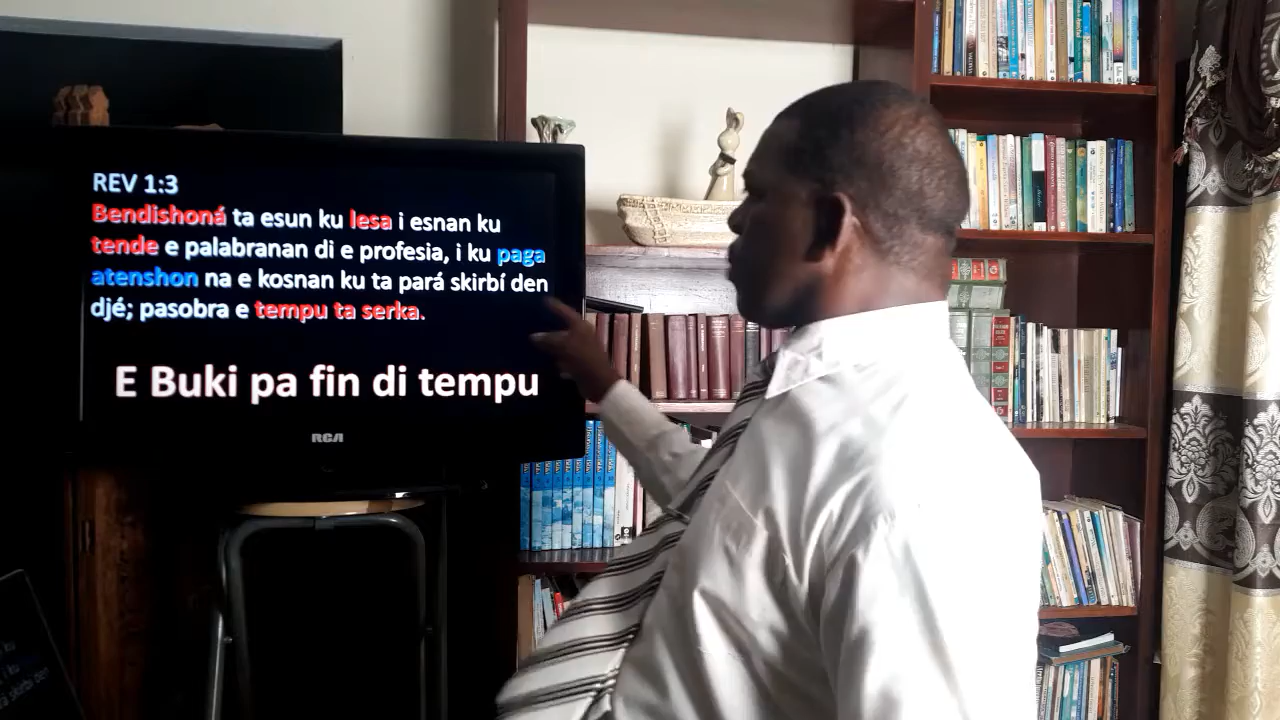 REV 1:3
Bendishoná ta esun ku lesa i esnan ku
tende e palabranan di e profesia, i ku paga
atenshon na e kosnan ku ta pará skirbí den
djé; pasobra e tempu ta serka.
E Buki pa fin di tempu
RCA